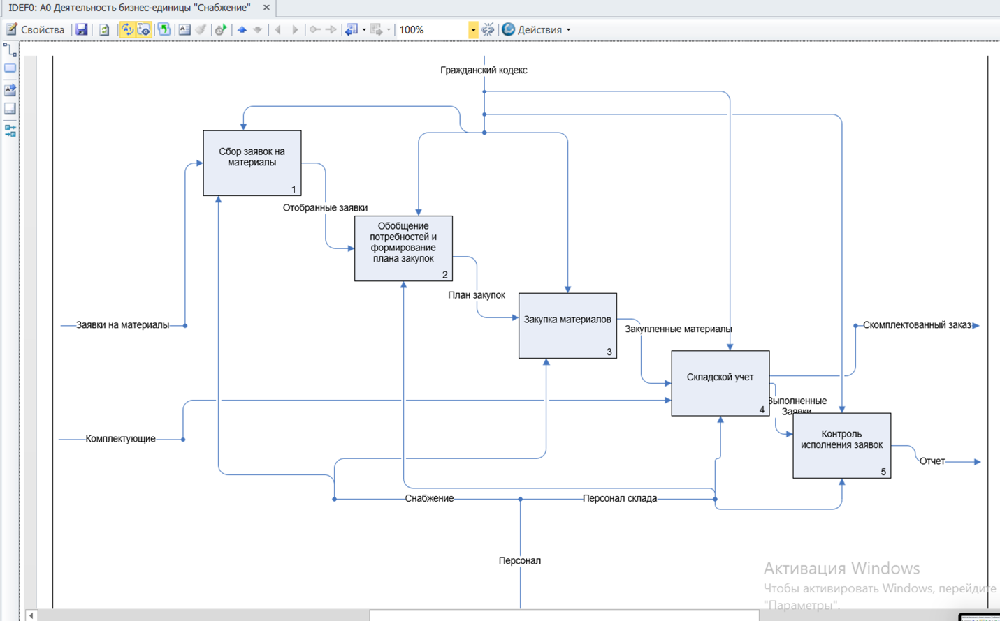 IDEF0: A0 Деятельность бизнес-единицы "Снабжение"
Свойства
100%
Действия
Гражданский кодекс
Сбор заявок на
материалы
1
Отобранные заявки
Обобщение
потребностей и
формирование
плана закупок
2
План закупок
Закупка материалов
3
Заявки на материалы
Закупленные материалы
Скомплектованный заказ
Складской учет
4
Выполненные
Заявки
Комплектующие
Контроль
исполнения заявок
5
Отчет
Снабжение
Персонал склада
Персонал
Активация Windows
Чтобы активировать Windows, перейдите
"Параметры".